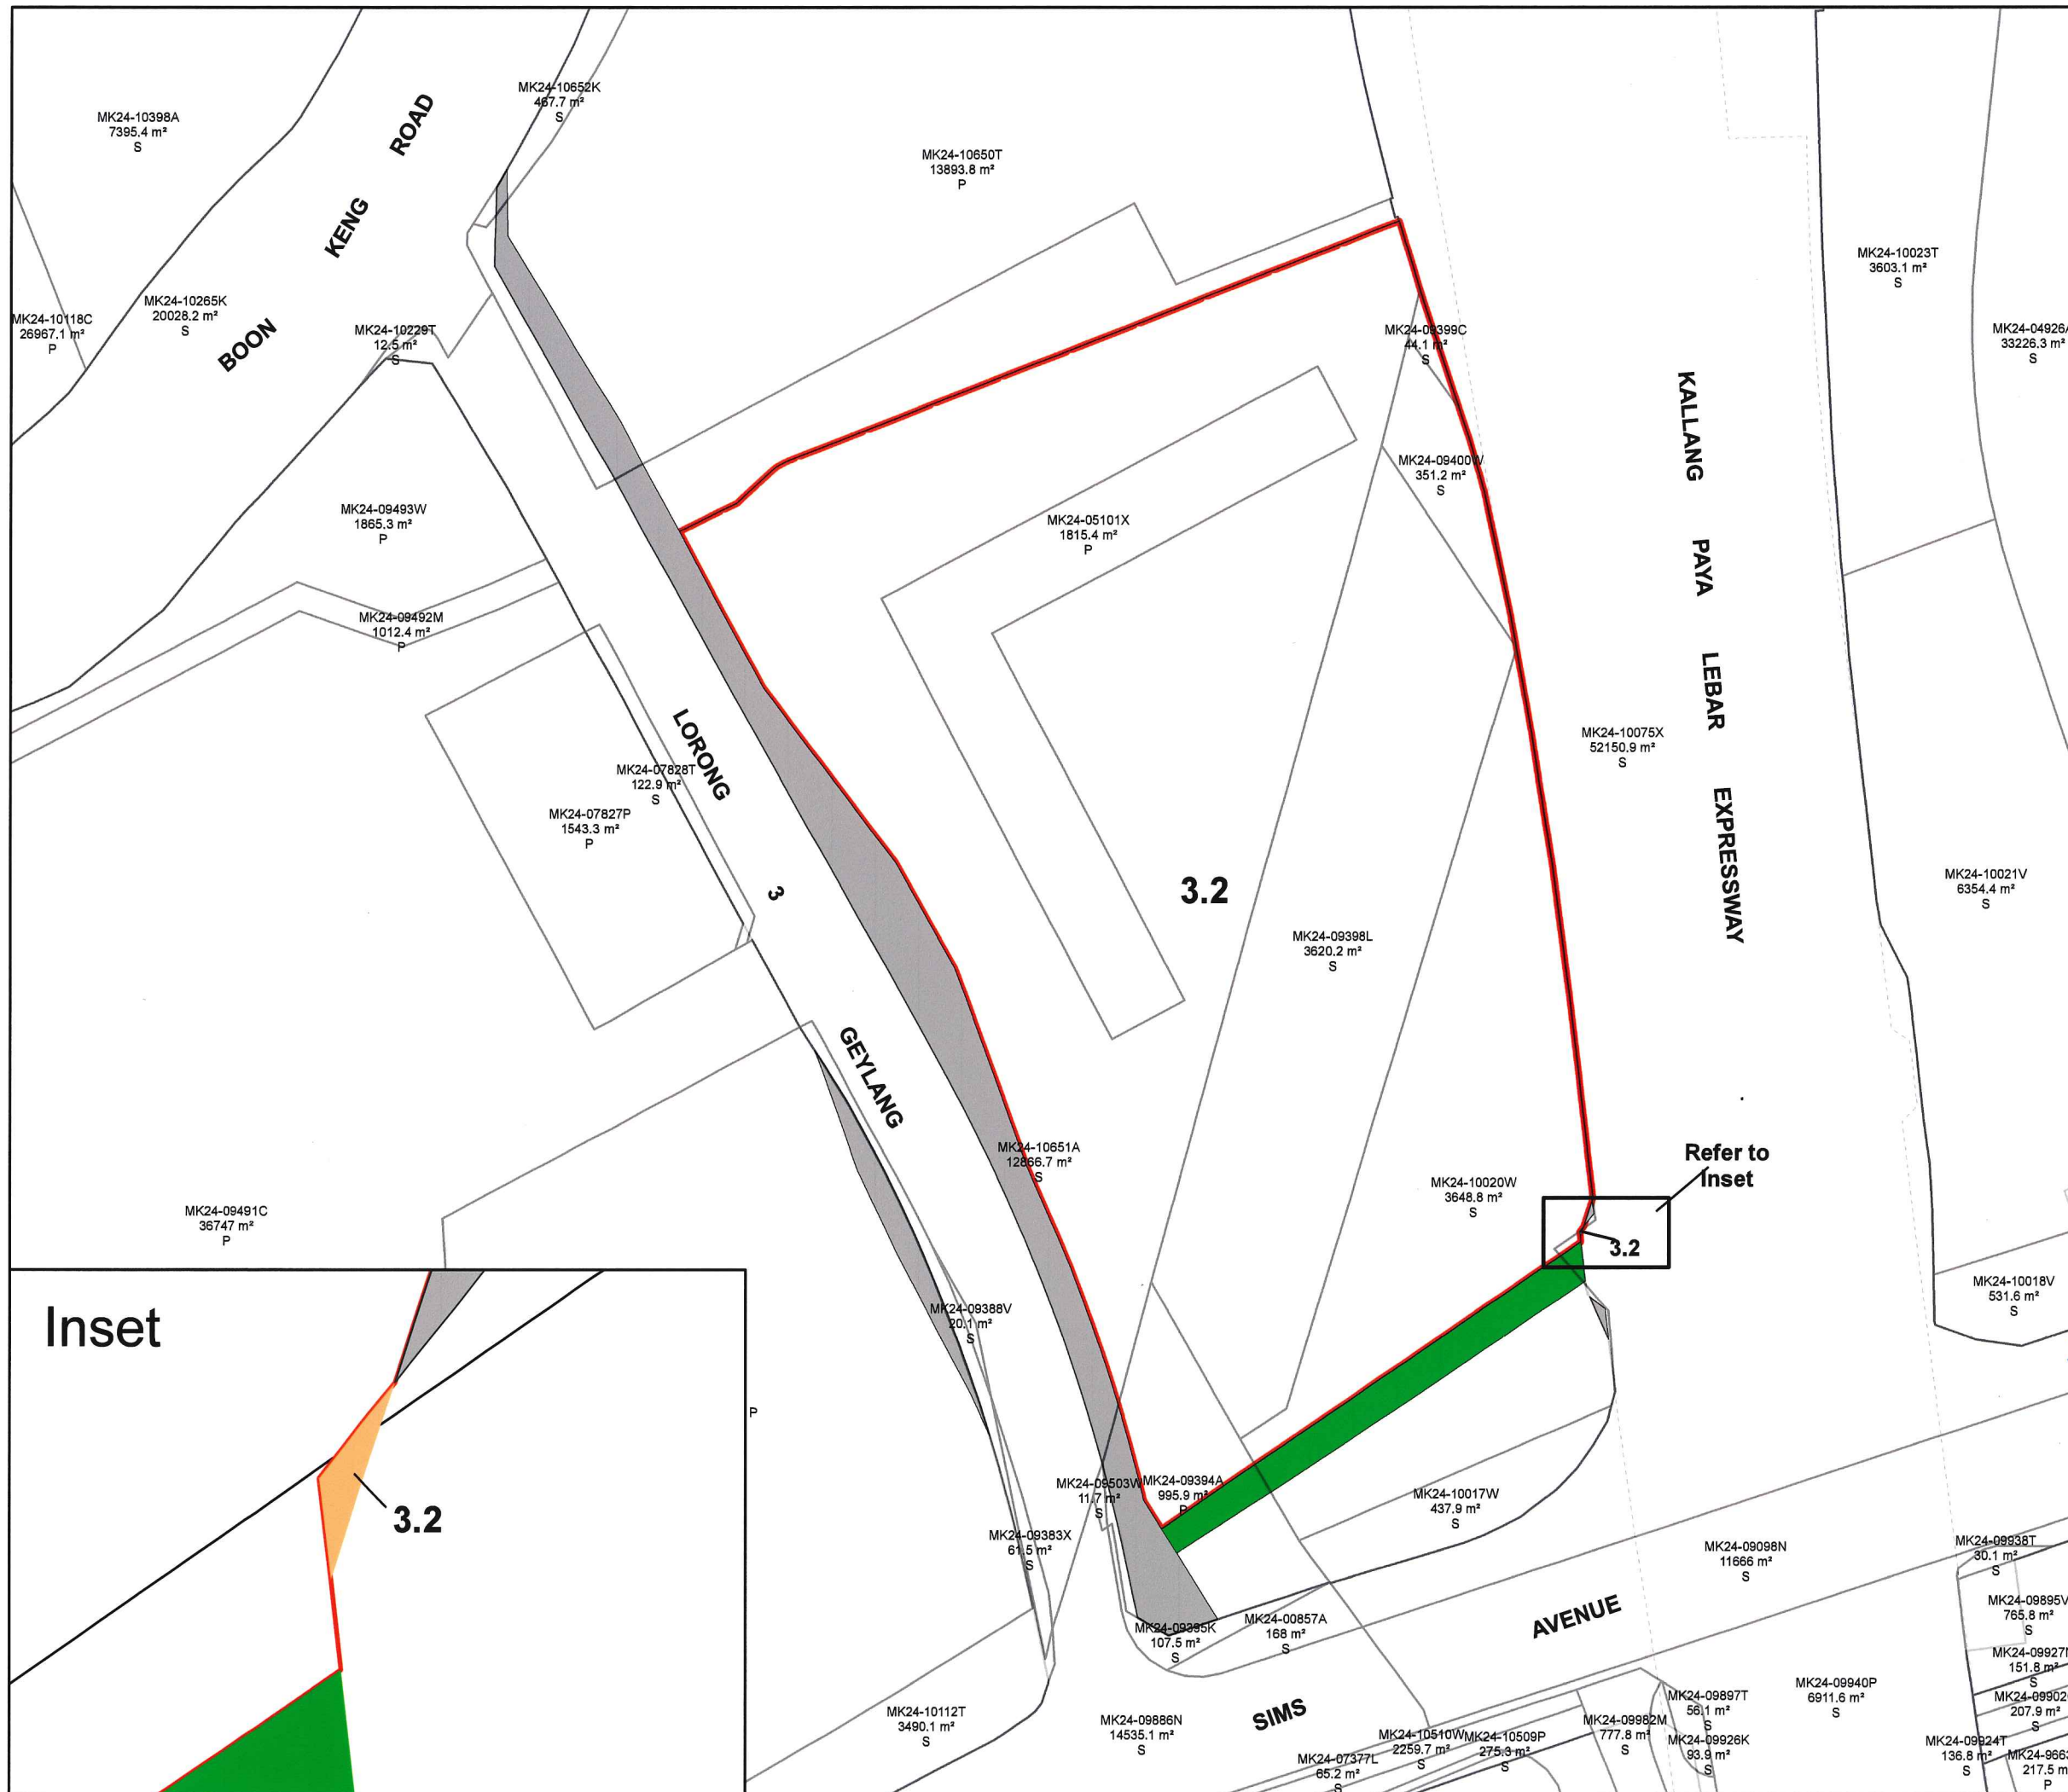 MK24-10652K
467.7 m²
S
MK24-10398A
7395.4 m²
S
ROAD
MK24-10650T
13893.8 m²
P
KENG
MK24-10023T
3603.1 m²
S
MK24-10118C
26967.1 m²
P
MK24-10265K
20028.2 m²
S
BOON
MK24-10229T
12.5 m²
S
MK24-09399C
44.1 m²
S
MK24-04926A
33226.3 m²
S
KALLANG
PAYA
LEBAR
EXPRESSWAY
MK24-09400W
351.2 m²
S
MK24-09493W
1865.3 m²
P
MK24-05101X
1815.4 m²
P
MK24-09492M
1012.4 m²
P
LORONG
3
GEYLANG
MK24-07828T
122.9 m²
S
MK24-07827P
1543.3 m²
P
MK24-10075X
52150.9 m²
S
3.2
MK24-10021V
6354.4 m²
S
MK24-09398L
3620.2 m²
S
MK24-10651A
12866.7 m²
S
Refer to
Inset
MK24-10020W
3648.8 m²
S
3.2
MK24-09491C
36747 m²
P
MK24-10018V
531.6 m²
S
MK24-09388V
20.1 m²
S
Inset
3.2
P
MK24-09503W
11.7 m²
S
MK24-09394A
995.9 m²
P
MK24-10017W
437.9 m²
S
MK24-09383X
61.5 m²
S
MK24-09098N
11666 m²
S
MK24-09938T
30.1 m²
S
MK24-09895V
765.8 m²
S
AVENUE
MK24-09395K
107.5 m²
S
MK24-00857A
168 m²
S
151.8 m²
S
SIMS
MK24-10112T
3490.1 m²
S
MK24-09886N
14535.1 m²
S
MK24-09940P
6911.6 m²
S
MK24-09897T
56.1 m²
S
207.9 m²
S
MK24-09982M
777.8 m²
S
MK24-10510W
2259.7 m²
S
MK24-10509P
275.3 m²
S
MK24-09926K
93.9 m²
S
MK24-07377L
65.2 m²
S
MK24-09924T
136.8 m²
S
217.5 m²
P